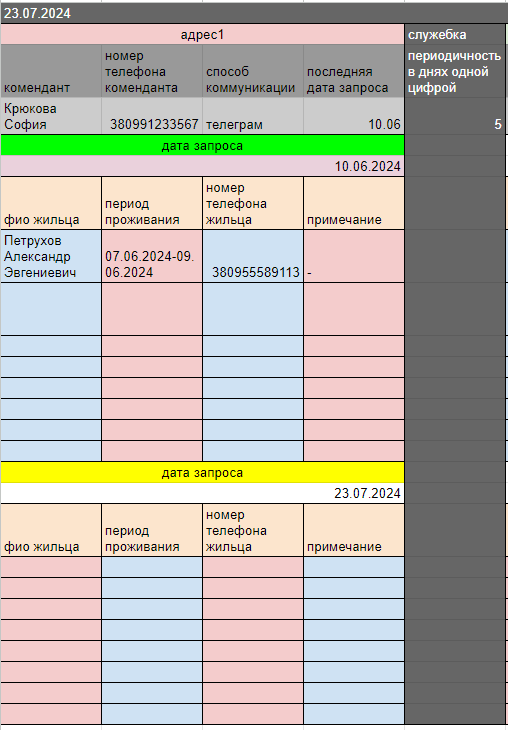 23.07.2024
адрес1
служебка
комендант
номер
телефона
коменданта
способ
коммуникации
последняя
дата запроса
периодичность
в днях одной
цифрой
Крюкова
София
380991233567
телеграм
10.06
5
дата запроса
10.06.2024
фио жильца
период
проживания
номер
телефона
жильца
примечание
Петрухов
Александр
Эвгениевич
07.06.2024-09.
06.2024
380955589113
-
дата запроса
23.07.2024
фио жильца
период
проживания
номер
телефона
жильца
примечание